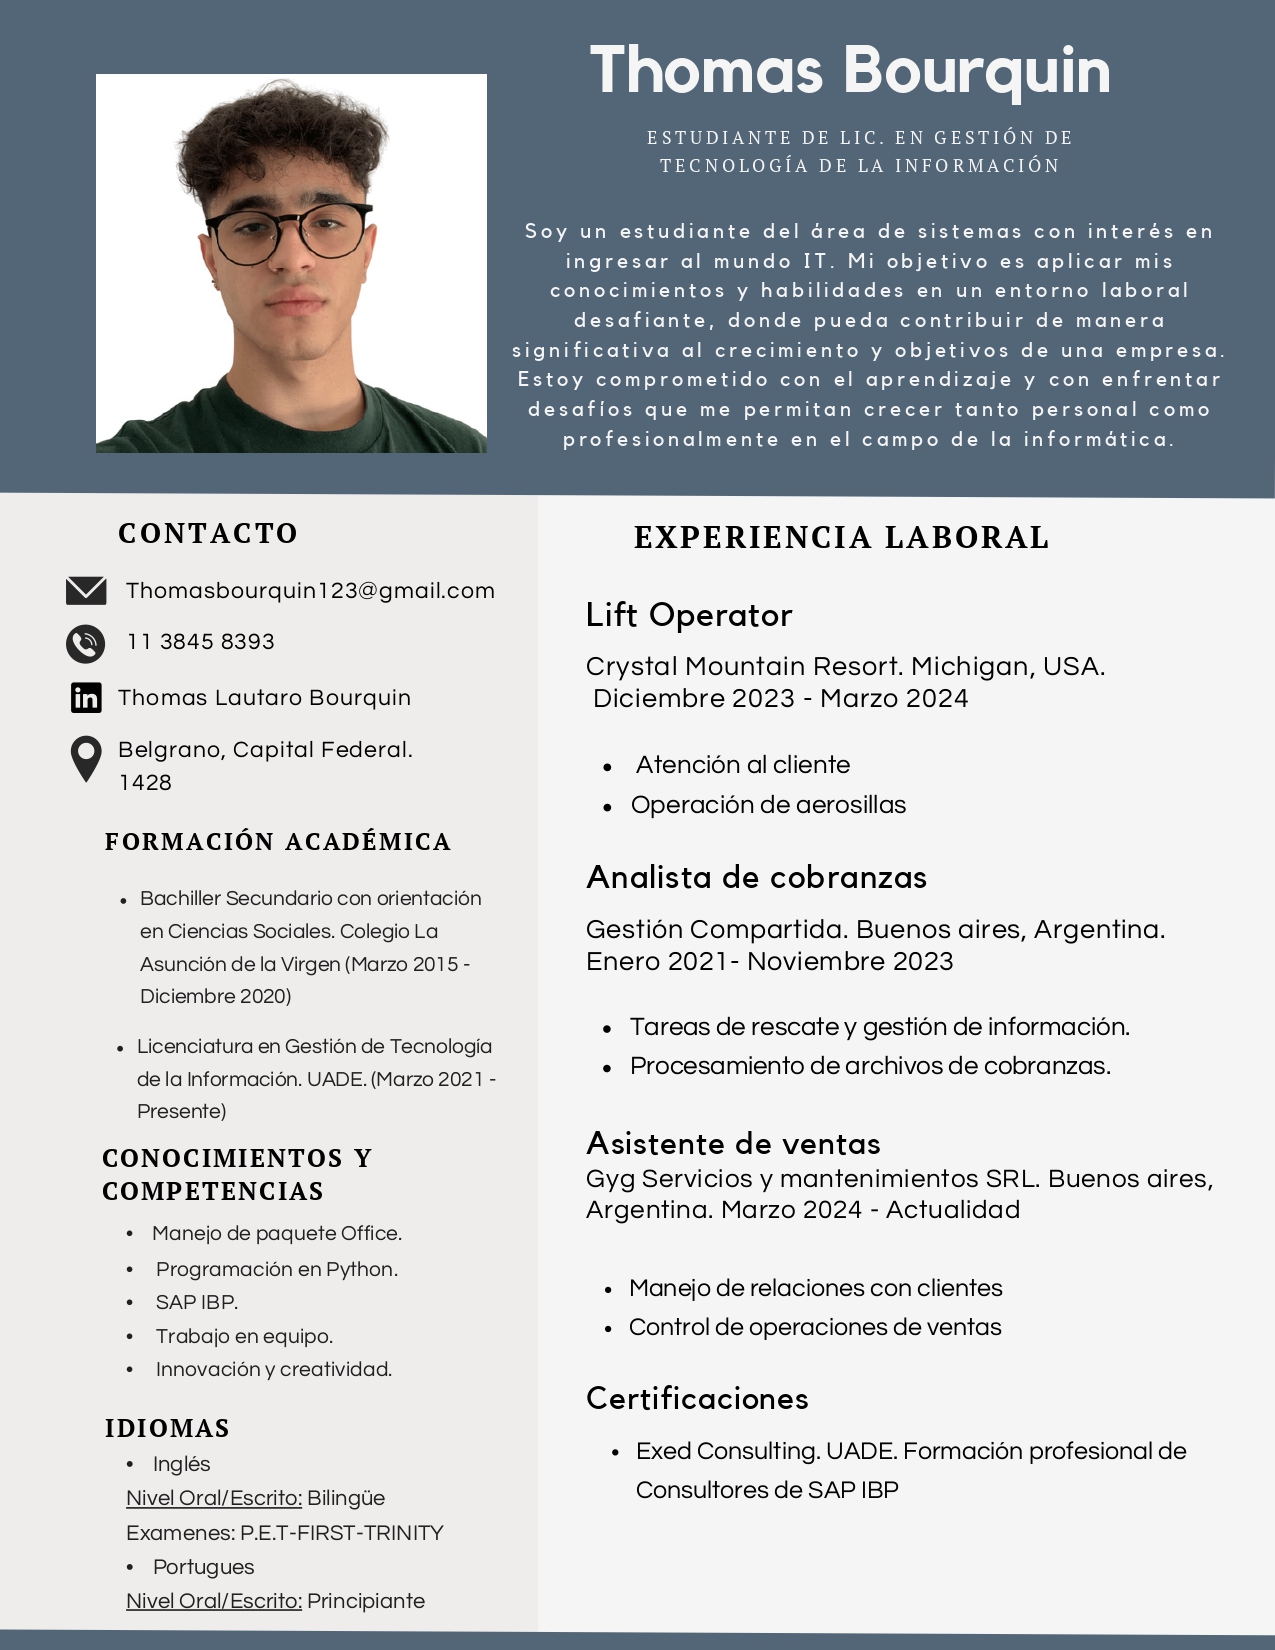 Thomas Bourquin
ESTUDIANTE DE LIC. EN GESTIÓN DE
TECNOLOGÍA DE LA INFORMACIÓN
Soy un estudiante del área de sistemas con interés en
ingresar al mundo IT. Mi objetivo es aplicar mis
conocimientos y habilidades en un entorno laboral
desafiante, donde pueda contribuir de manera
significativa al crecimiento y objetivos de una empresa.
Estoy comprometido con el aprendizaje y con enfrentar
desafíos que me permitan crecer tanto personal como
profesionalmente en el campo de la informática.
CONTACTO
Thomasbourquin123@gmail.com
11 3845 8393
in Thomas Lautaro Bourquin
Belgrano, Capital Federal.
1428
FORMACIÓN ACADÉMICA
• Bachiller Secundario con orientación
en Ciencias Sociales. Colegio La
Asunción de la Virgen (Marzo 2015 -
Diciembre 2020)
• Licenciatura en Gestión de Tecnología
de la Información. UADE. (Marzo 2021 -
Presente)
CONOCIMIENTOS Y
COMPETENCIAS
• Manejo de paquete Office.
• Programación en Python.
• SAP IBP.
• Trabajo en equipo.
• Innovación y creatividad.
IDIOMAS
• Inglés
Nivel Oral/Escrito: Bilingüe
Examenes: P.E.T-FIRST-TRINITY
• Portugues
Nivel Oral/Escrito: Principiante
EXPERIENCIA LABORAL
Lift Operator
Crystal Mountain Resort. Michigan, USA.
Diciembre 2023 - Marzo 2024
• Atención al cliente
• Operación de aerosillas
Analista de cobranzas
Gestión Compartida. Buenos aires, Argentina.
Enero 2021- Noviembre 2023
• Tareas de rescate y gestión de información.
• Procesamiento de archivos de cobranzas.
Asistente de ventas
Gyg Servicios y mantenimientos SRL. Buenos aires,
Argentina. Marzo 2024 - Actualidad
• Manejo de relaciones con clientes
• Control de operaciones de ventas
Certificaciones
• Exed Consulting. UADE. Formación profesional de
Consultores de SAP IBP